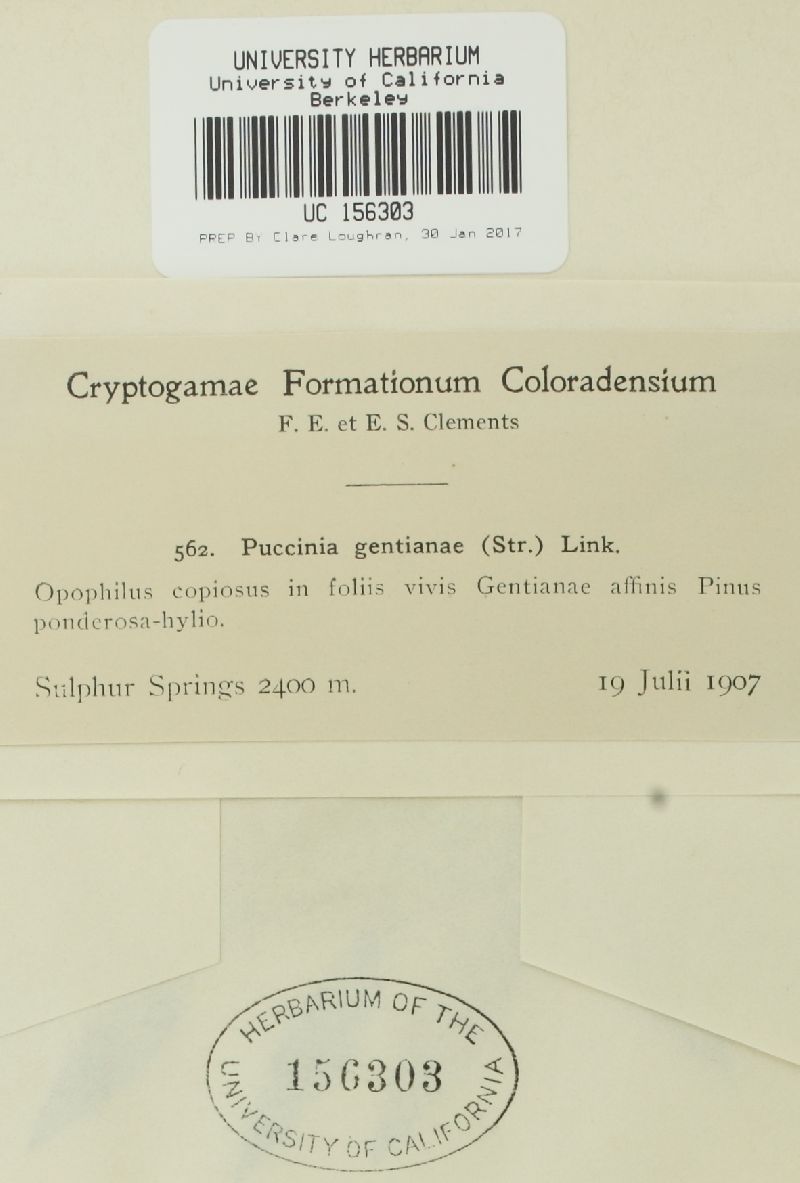 UNIVERSITY HERBARIUM
University of California
Berkeley
UC 156303
PREP BY Clare Loughran, 30 Jan 2017
Cryptogamae Formationum Coloradensium
F. E. et E. S. Clements
562. Puccinia gentianae (Str.) Link.
Opophilus copiosus in foliis vivis Gentianae affinis Pinus
ponderosa-hylio.
Sulphur Springs 2400 m. 19 Julii 1907
HERBARIUM OF THE
156303
UNIVERSITY OF CALIFORNIA